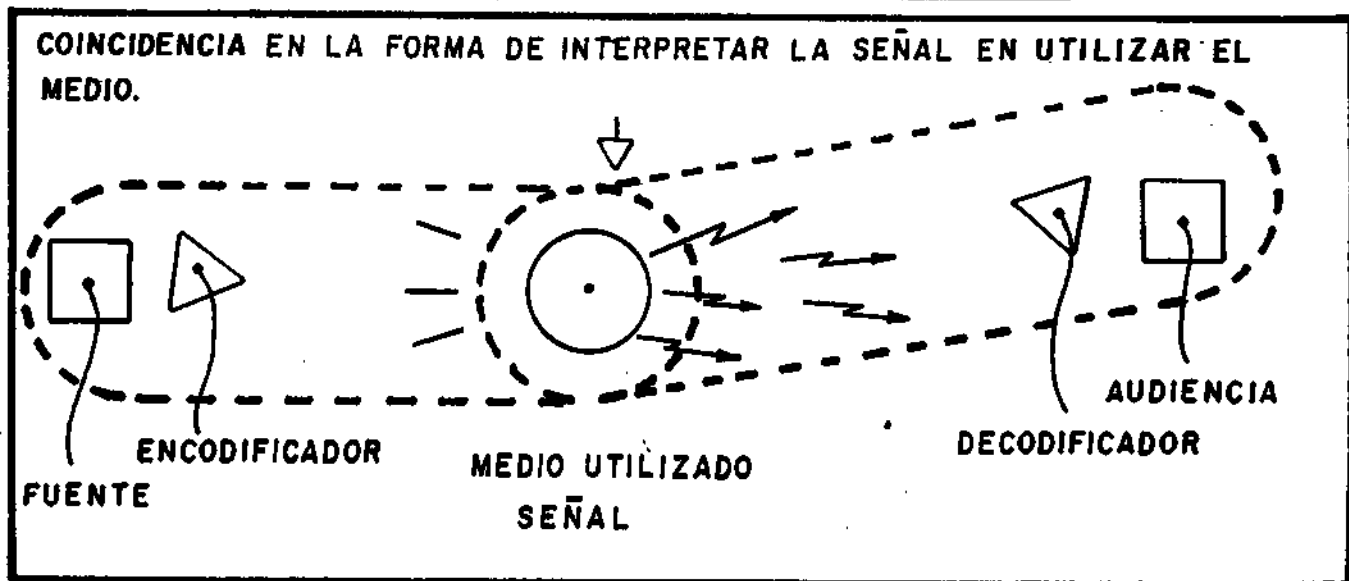 COINCIDENCIA EN LA FORMA DE INTERPRETAR LA SEÑAL EN UTILIZAR EL
MEDIO.
AUDIENCIA
DECODIFICADOR
ENCODIFICADOR
MEDIO UTILIZADO
SEÑAL
FUENTE